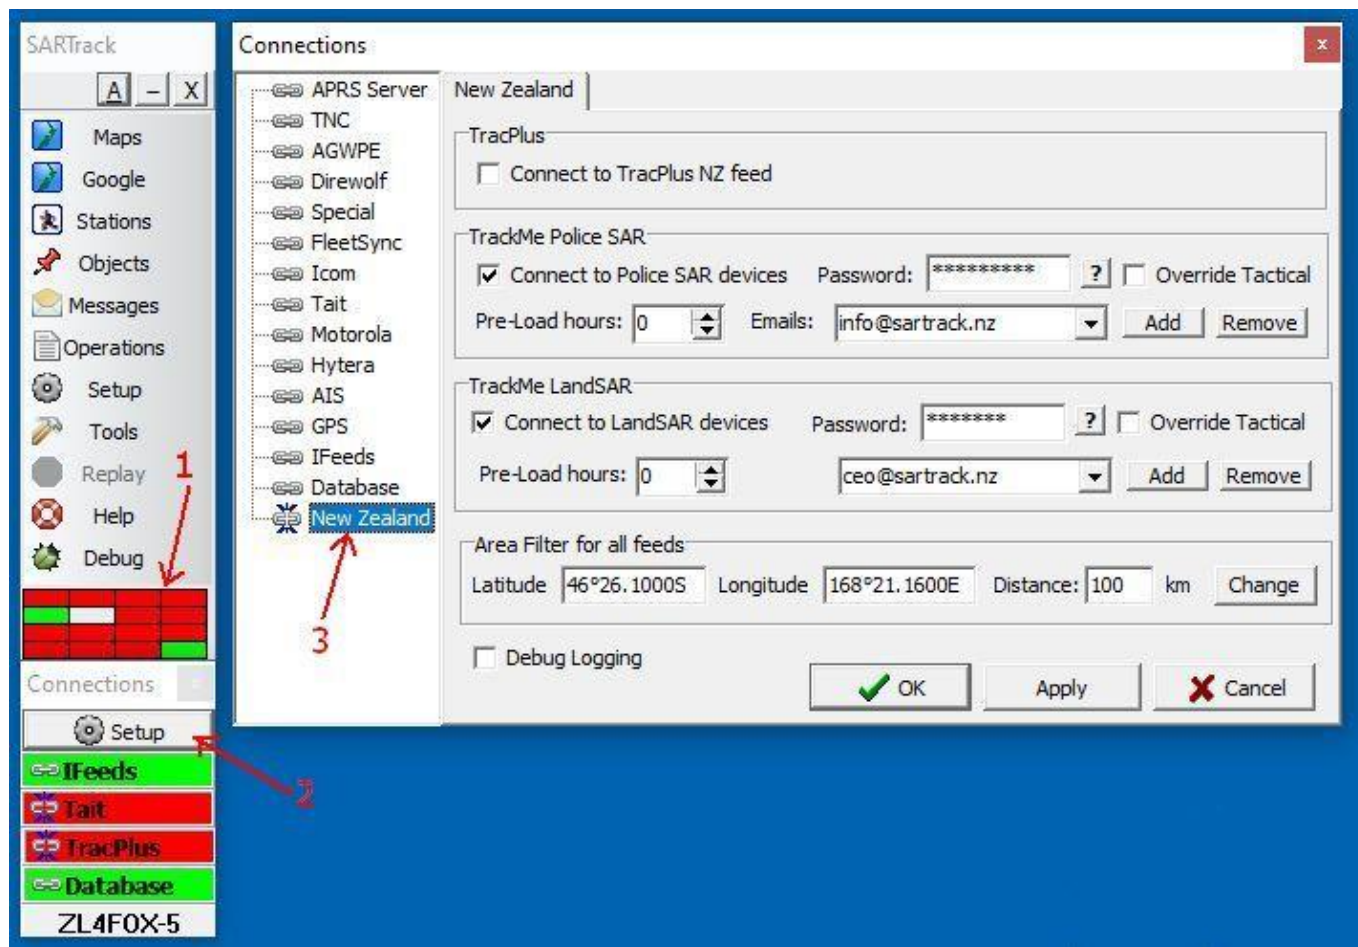 SARTrack
A – X
Maps
Google
Stations
Objects
Messages
Operations
Setup
Tools
Replay
Help
Debug
1
Connections
Setup
2
IFeeds
Tait
TracPlus
Database
ZL4FOX-5
Connections
x
APRS Server
TNC
AGWPE
Direwolf
Special
FleetSync
Icom
Tait
Motorola
Hytera
AIS
GPS
IFeeds
Database
New Zealand
3
New Zealand
TracPlus
Connect to TracPlus NZ feed
TrackMe Police SAR
Connect to Police SAR devices Password: ********* ? Override Tactical
Pre-Load hours: 0 Emails: info@sartrack.nz Add Remove
TrackMe LandSAR
Connect to LandSAR devices Password: ******* ? Override Tactical
Pre-Load hours: 0 ceo@sartrack.nz Add Remove
Area Filter for all feeds
Latitude 46°26.1000S Longitude 168°21.1600E Distance: 100 km Change
Debug Logging
OK Apply Cancel